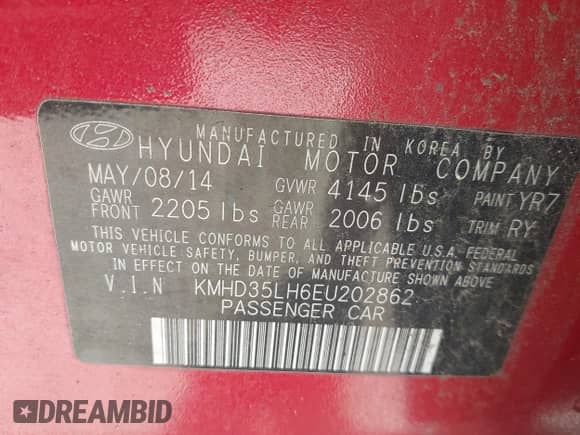 MANUFACTURED IN KOREA BY
HYUNDAI MOTOR COMPANY
MAY/08/14 GVWR 4145 lbs PAINT YR7
GAWR FRONT 2205 lbs GAWR REAR 2006 lbs TRIM RY
THIS VEHICLE CONFORMS TO ALL APPLICABLE U.S.A. FEDERAL
MOTOR VEHICLE SAFETY, BUMPER, AND THEFT PREVENTION STANDARDS
IN EFFECT ON THE DATE OF MANUFACTURE SHOWN ABOVE
V.I.N KMHD35LH6EU202862
PASSENGER CAR
DREAMBID